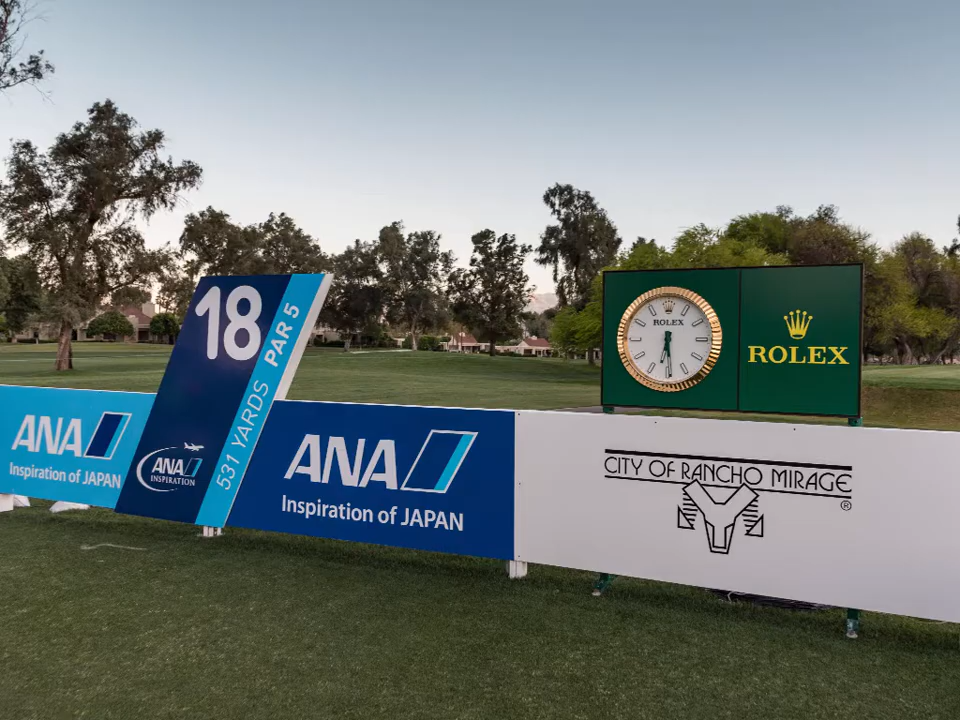 18
531 YARDS PAR 5
ANA
INSPIRATION
ANA
Inspiration of JAPAN
ANA
Inspiration of JAPAN
ROLEX
ROLEX
CITY OF RANCHO MIRAGE
®